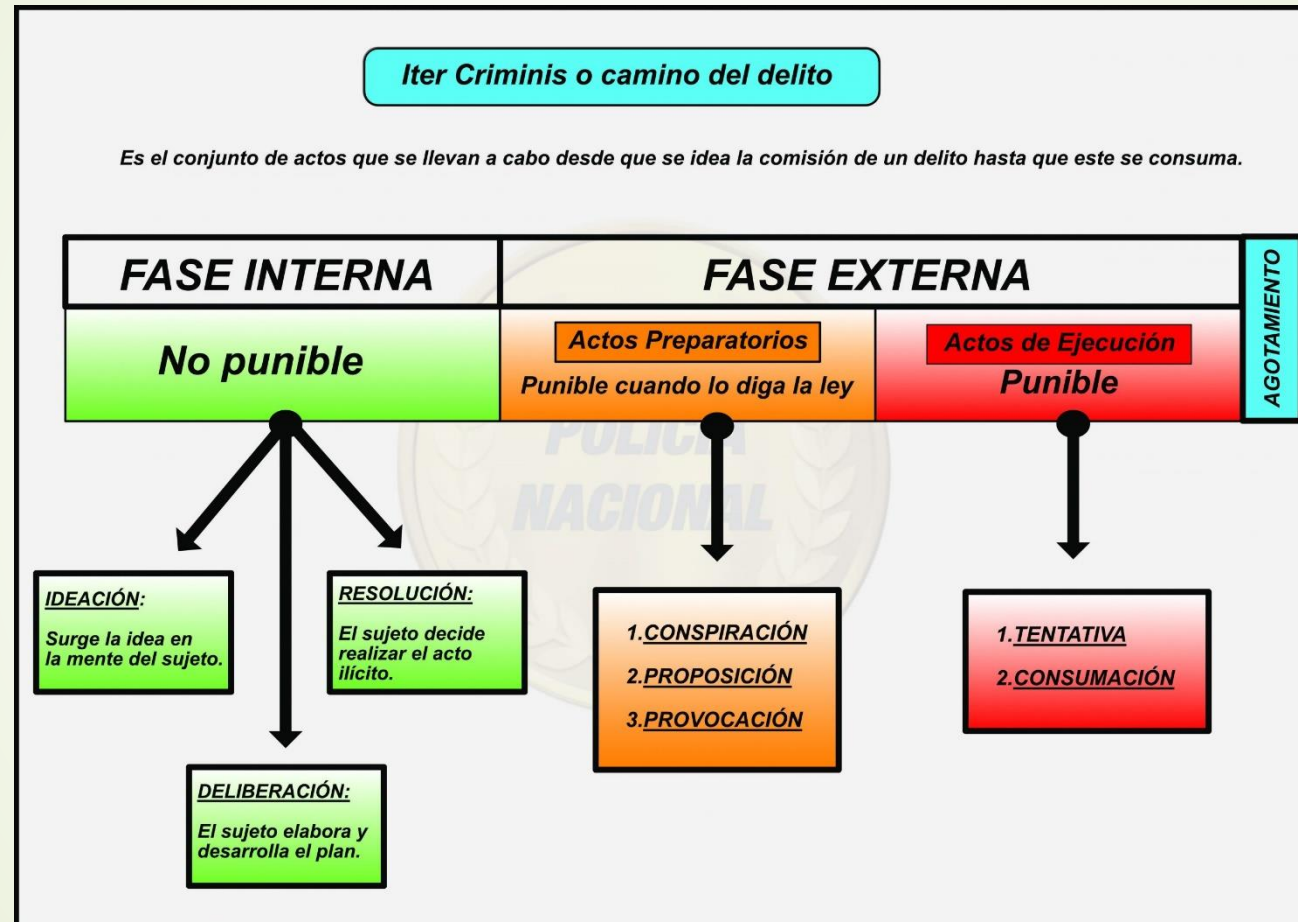 Iter Criminis o camino del delito
Es el conjunto de actos que se llevan a cabo desde que se idea la comisión de un delito hasta que este se consuma.
FASE INTERNA
FASE EXTERNA
AGOTAMIENTO
No punible
Actos Preparatorios
Punible cuando lo diga la ley
Actos de Ejecución
Punible
POLICÍA
NACIONAL
IDEACIÓN:
Surge la idea en
la mente del sujeto.
RESOLUCIÓN:
El sujeto decide
realizar el acto
ilícito.
DELIBERACIÓN:
El sujeto elabora y
desarrolla el plan.
1.CONSPIRACIÓN
2.PROPOSICIÓN
3.PROVOCACIÓN
1.TENTATIVA
2.CONSUMACIÓN